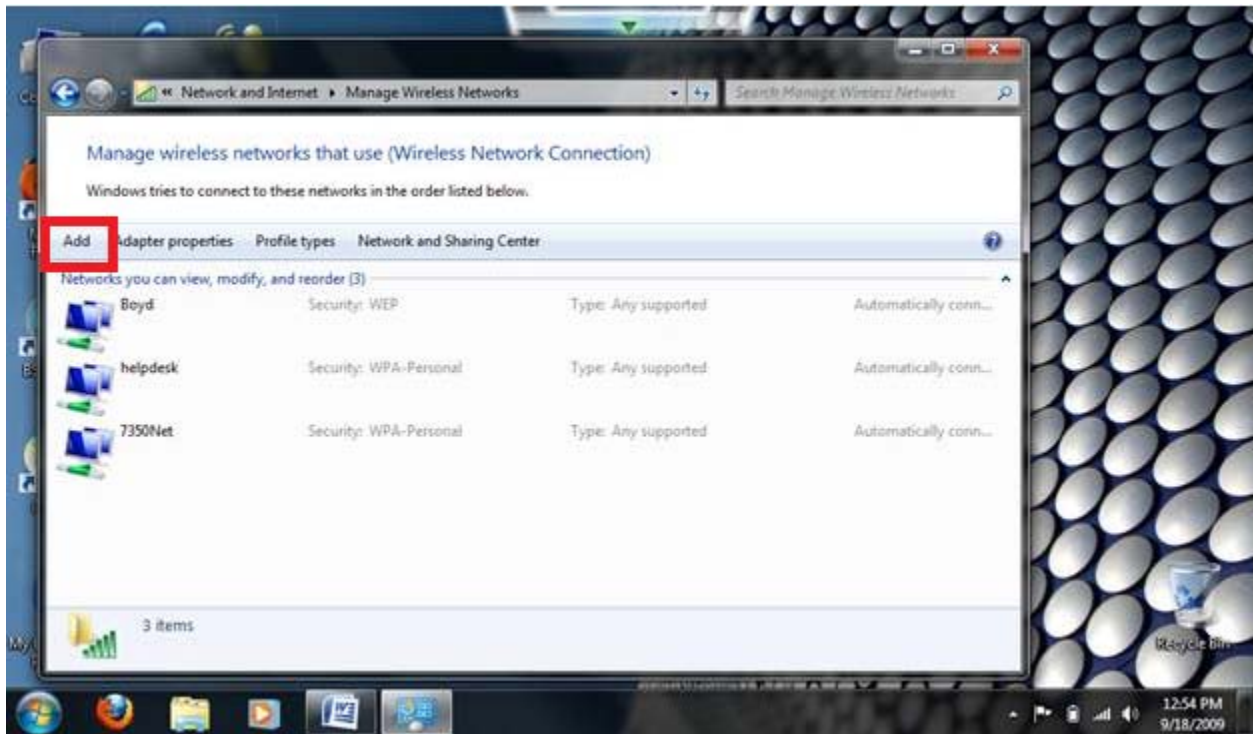 « Network and Internet ▸ Manage Wireless Networks
Search Manage Wireless Networks
Manage wireless networks that use (Wireless Network Connection)
Windows tries to connect to these networks in the order listed below.
Add Adapter properties Profile types Network and Sharing Center
Networks you can view, modify, and reorder (3)
Boyd Security: WEP Type: Any supported Automatically conn...
helpdesk Security: WPA-Personal Type: Any supported Automatically conn...
7350Net Security: WPA-Personal Type: Any supported Automatically conn...
3 items
My
Recycle Bin
12:54 PM
9/18/2009